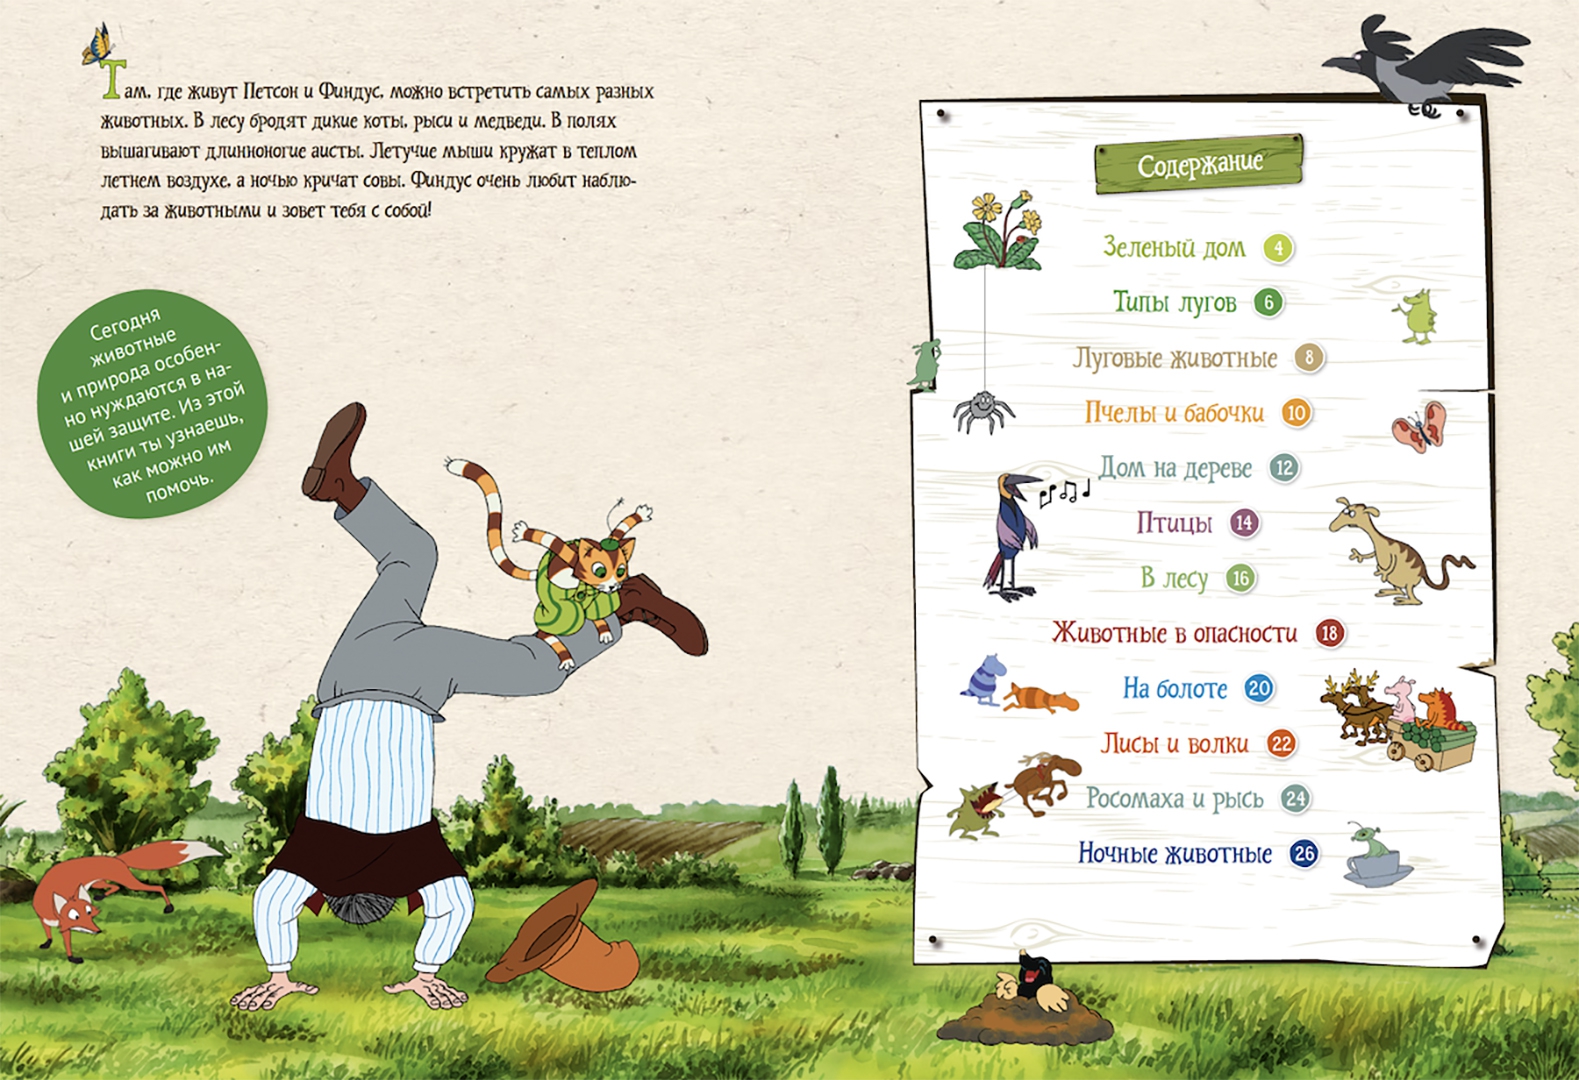 Там, где живут Петсон и Финдус, можно встретить самых разных
животных. В лесу бродят дикие коты, рыси и медведи. В полях
вышагивают длинноногие аисты. Летучие мыши кружат в теплом
летнем воздухе, а ночью кричат совы. Финдус очень любит наблю-
дать за животными и зовет тебя с собой!
Сегодня
животные
и природа особен-
но нуждаются в на-
шей защите. Из этой
книги ты узнаешь,
как можно им
помочь.
Содержание
Зеленый дом 4
Типы лугов 6
Луговые животные 8
Пчелы и бабочки 10
Дом на дереве 12
Птицы 14
В лесу 16
Животные в опасности 18
На болоте 20
Лисы и волки 22
Росомаха и рысь 24
Ночные животные 26